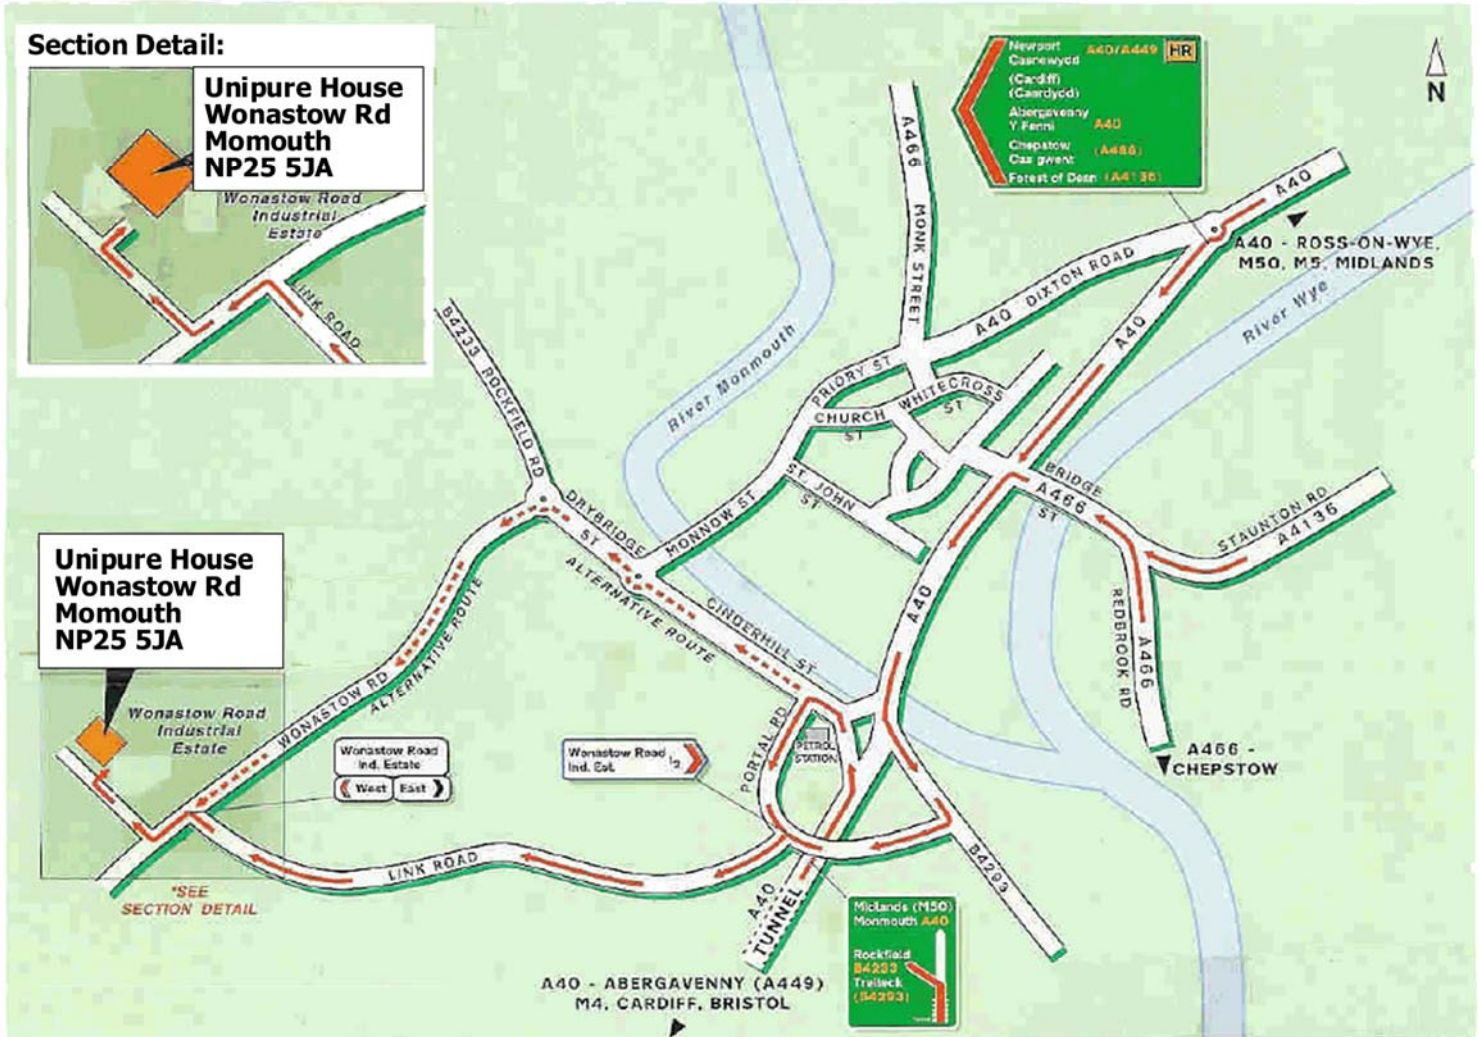 Section Detail:
Unipure House
Wonastow Rd
Momouth
NP25 5JA
Wonastow Road
Industrial
Estate
LINK ROAD
Newport
Casnewydd
A40/A449
HR
(Cardiff)
(Caerdydd)
Abergavenny
Y Fenni
A40
Chepstow
Cas gwent
(A466)
Forest of Dean (A4136)
N
A466
MONK STREET
A40
A40 - ROSS-ON-WYE,
M50, M5, MIDLANDS
A40 DIXTON ROAD
A40
River Wye
River Monmouth
B4233 ROCKFIELD RD
PRIORY ST
WHITECROSS
ST
CHURCH
ST
ST. JOHN
ST
MONNOW ST
DRYBRIDGE
ST
ALTERNATIVE ROUTE
CINDERHILL ST
BRIDGE
ST
A466
STAUNTON RD
A4136
A40
REDBROOK RD
A466
A466 -
CHEPSTOW
Unipure House
Wonastow Rd
Momouth
NP25 5JA
Wonastow Road
Industrial
Estate
WONASTOW RD
ALTERNATIVE ROUTE
Wonastow Road
Ind. Estate
West
East
Wonastow Road
Ind. Est.
PORTAL RD
PETROL
STATION
LINK ROAD
*SEE
SECTION DETAIL
A40
TUNNEL
B4293
Midlands (M50)
Monmouth A40
Rockfield
B4233
Trelleck
(B4293)
A40 - ABERGAVENNY (A449)
M4, CARDIFF, BRISTOL